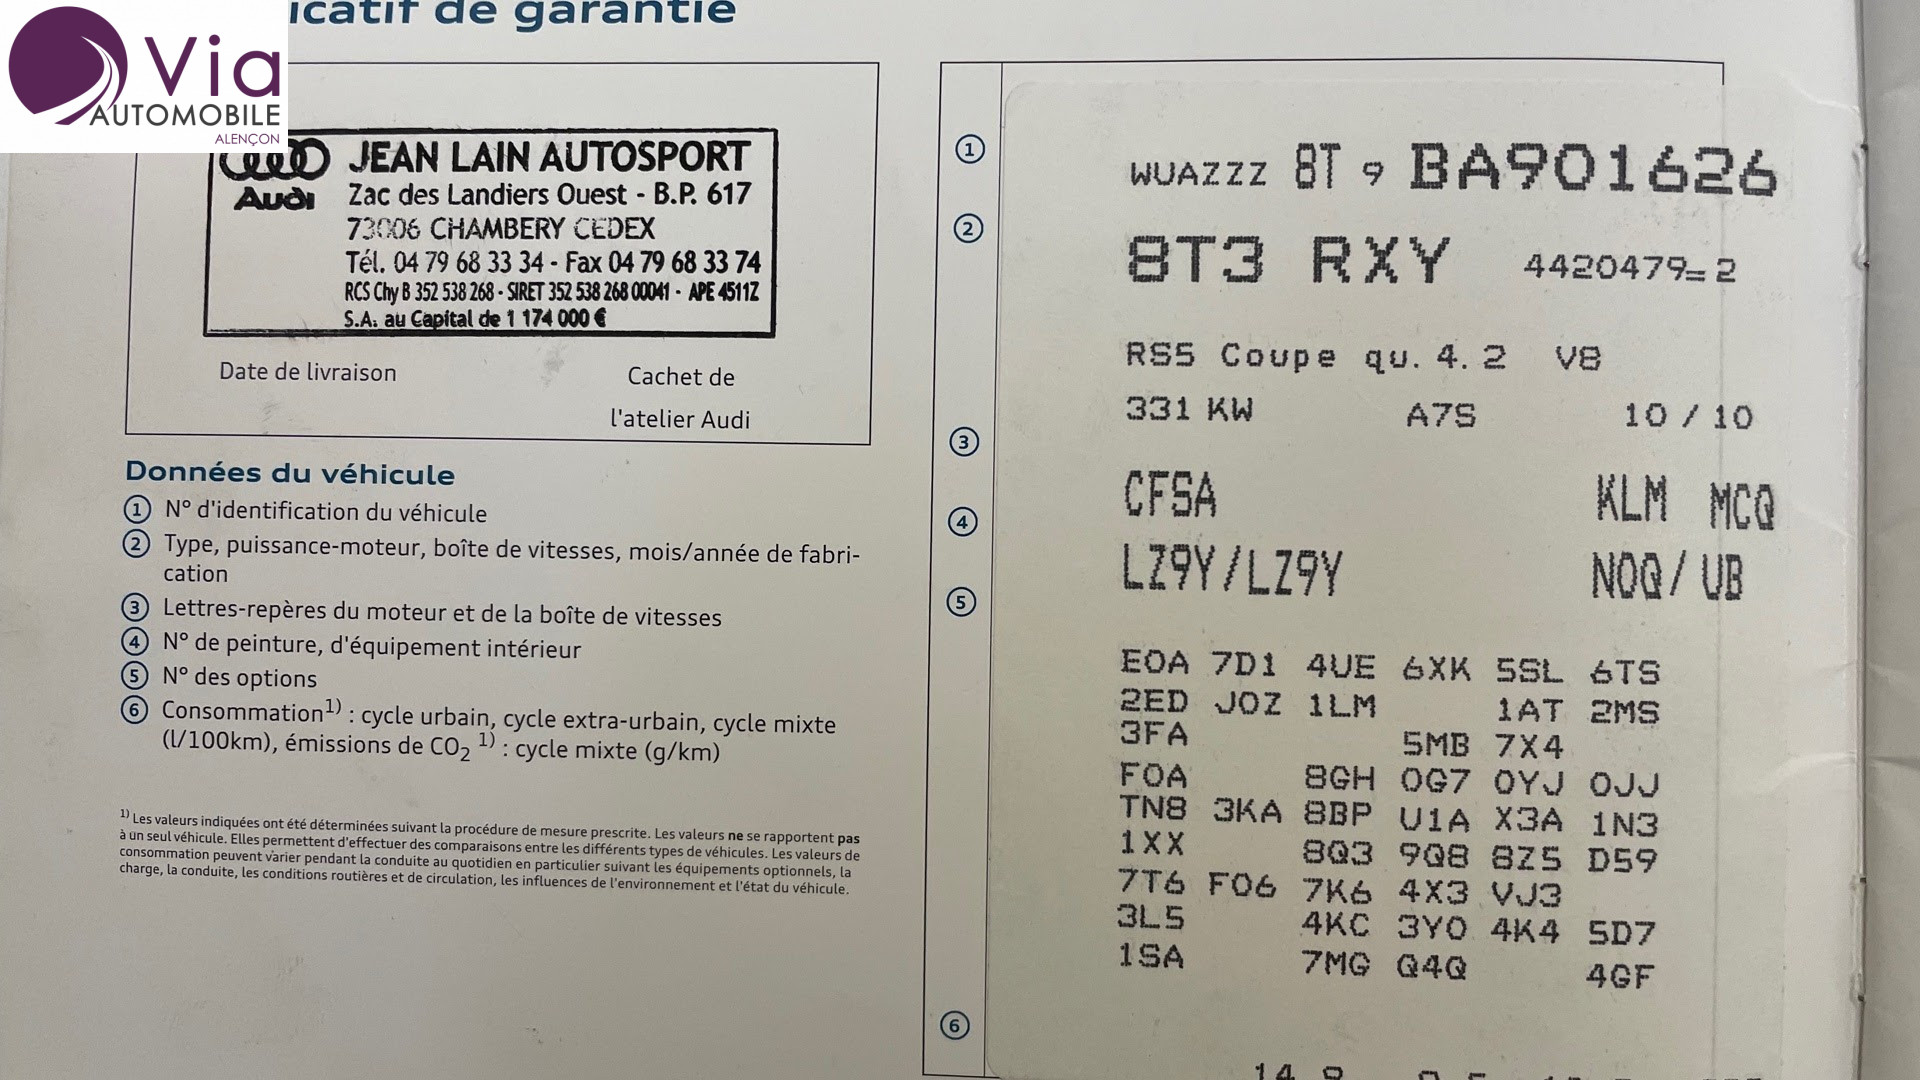 icatif de garantie
Via
AUTOMOBILE
ALENÇON
Audi
JEAN LAIN AUTOSPORT
Zac des Landiers Ouest - B.P. 617
73006 CHAMBERY CEDEX
Tél. 04 79 68 33 34 - Fax 04 79 68 33 74
RCS Chy B 352 538 268 - SIRET 352 538 268 00041 - APE 4511Z
S.A. au Capital de 1 174 000 €
Date de livraison
Cachet de
l'atelier Audi
Données du véhicule
1 N° d'identification du véhicule
2 Type, puissance-moteur, boîte de vitesses, mois/année de fabri-
cation
3 Lettres-repères du moteur et de la boîte de vitesses
4 N° de peinture, d'équipement intérieur
5 N° des options
6 Consommation1) : cycle urbain, cycle extra-urbain, cycle mixte
(l/100km), émissions de CO2 1) : cycle mixte (g/km)
1) Les valeurs indiquées ont été déterminées suivant la procédure de mesure prescrite. Les valeurs ne se rapportent pas
à un seul véhicule. Elles permettent d'effectuer des comparaisons entre les différents types de véhicules. Les valeurs de
consommation peuvent varier pendant la conduite au quotidien en particulier suivant les équipements optionnels, la
charge, la conduite, les conditions routières et de circulation, les influences de l'environnement et l'état du véhicule.
1 WUAZZZ 8T 9 BA901626
2 8T3 RXY 4420479=2
RS5 Coupe qu. 4.2 V8
331 KW A7S 10 / 10
3 CFSA KLM MCQ
4 LZ9Y/LZ9Y N0Q/ UB
5
E0A 7D1 4UE 6XK 5SL 6TS
2ED J0Z 1LM 1AT 2MS
3FA 5MB 7X4
F0A 8GH 0G7 0YJ 0JJ
TN8 3KA 8BP U1A X3A 1N3
1XX 8Q3 9Q8 8Z5 D59
7T6 F06 7K6 4X3 VJ3
3L5 4KC 3Y0 4K4 5D7
1SA 7MG Q4Q 4GF
6